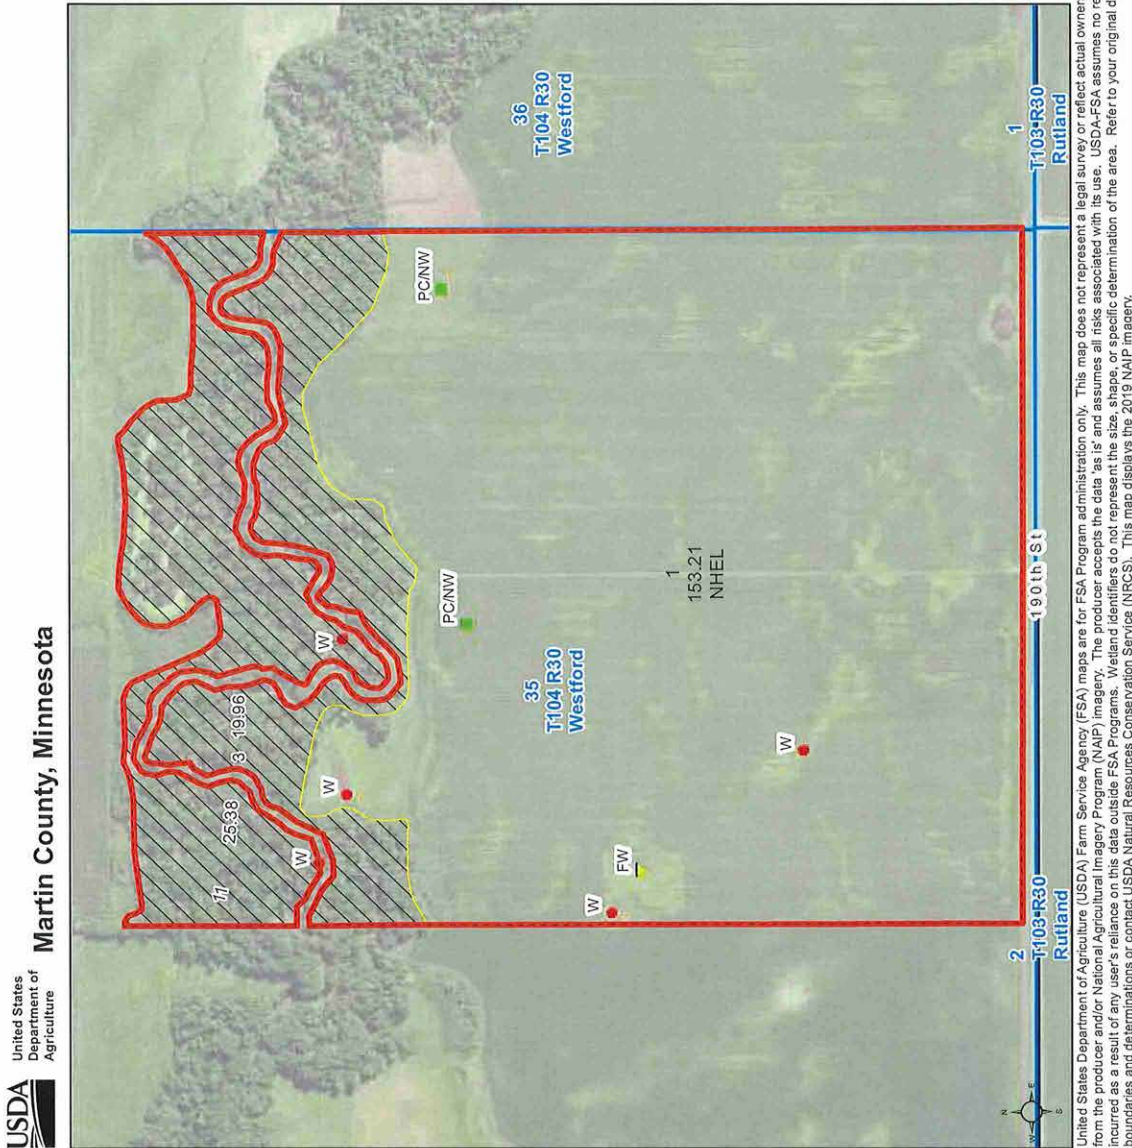 USDA
United States
Department of
Agriculture
Martin County, Minnesota
36
T104 R30
Westford
PC/NW
PC/NW
W
3 19.96
25.38
W
W
11
1
153.21
NHEL
35
T104 R30
Westford
W
FW
W
190th St
1
T103 R30
Rutland
2
T103 R30
Rutland
N
W E
S
United States Department of Agriculture (USDA) Farm Service Agency (FSA) maps are for FSA Program administration only. This map does not represent a legal survey or reflect actual owner
from the producer and/or National Agricultural Imagery Program (NAIP) imagery. The producer accepts the data 'as is' and assumes all risks associated with its use. USDA-FSA assumes no re
incurred as a result of any user's reliance on this data outside FSA Programs. Wetland identifiers do not represent the size, shape, or specific determination of the area. Refer to your original d
boundaries and determinations or contact USDA Natural Resources Conservation Service (NRCS). This map displays the 2019 NAIP imagery.